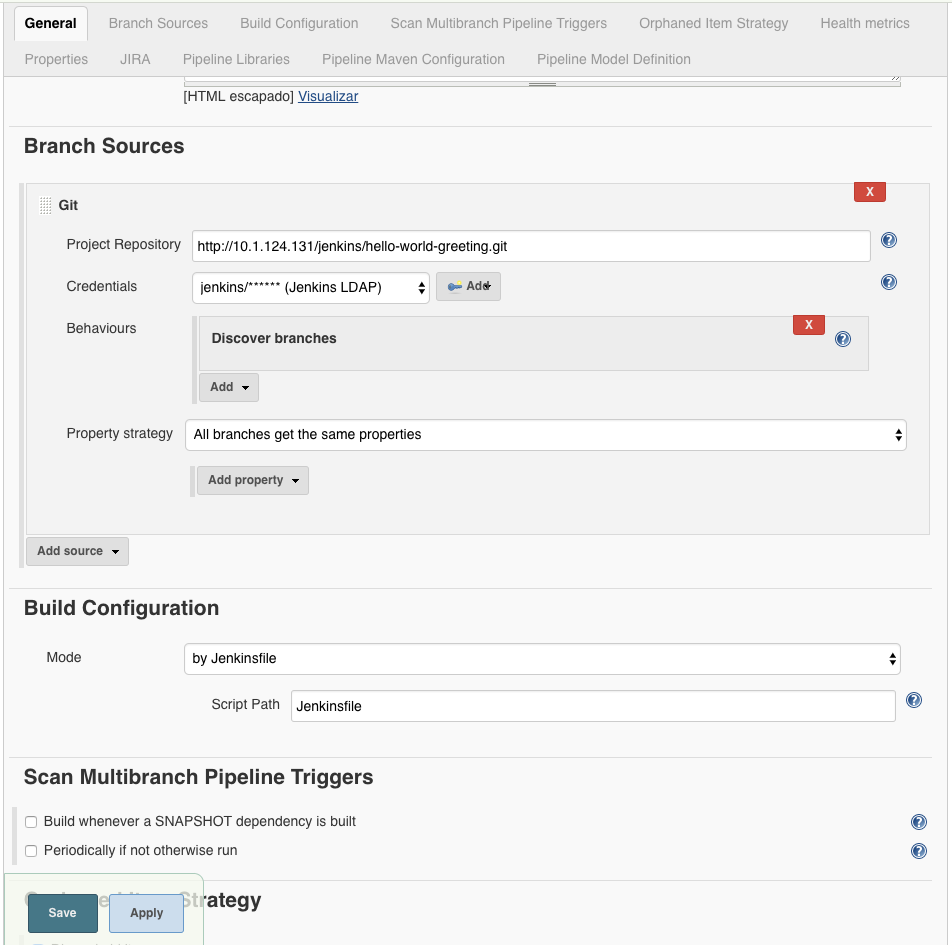 General Branch Sources Build Configuration Scan Multibranch Pipeline Triggers Orphaned Item Strategy Health metrics
Properties JIRA Pipeline Libraries Pipeline Maven Configuration Pipeline Model Definition
[HTML escapado] Visualizar
Branch Sources
X
Git
Project Repository http://10.1.124.131/jenkins/hello-world-greeting.git
Credentials jenkins/****** (Jenkins LDAP) Add
Behaviours
X
Discover branches
Add
Property strategy All branches get the same properties
Add property
Add source
Build Configuration
Mode by Jenkinsfile
Script Path Jenkinsfile
Scan Multibranch Pipeline Triggers
Build whenever a SNAPSHOT dependency is built
Periodically if not otherwise run
Strategy
Save Apply